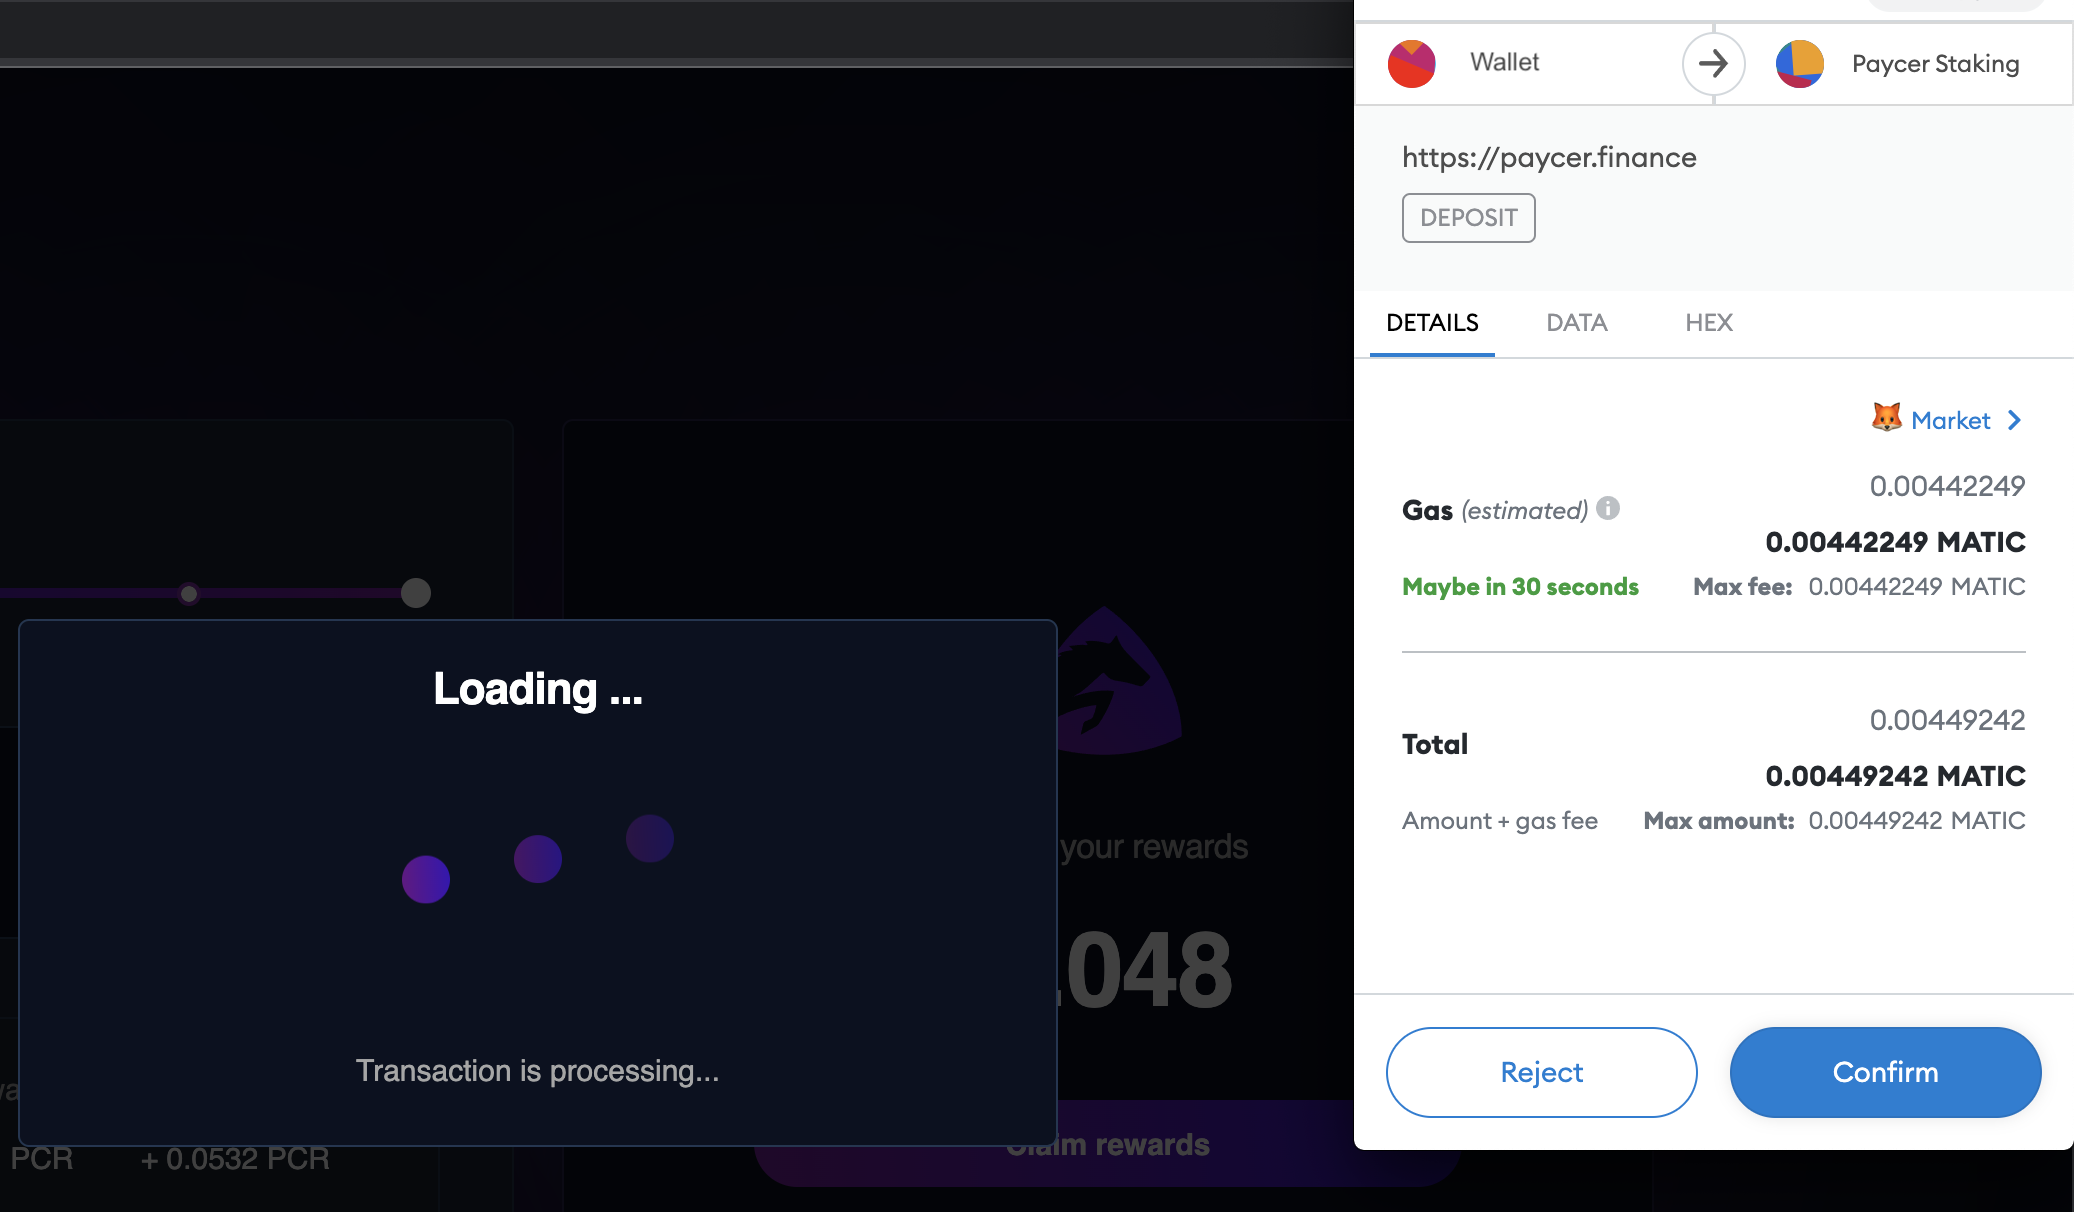 Wallet
Paycer Staking
https://paycer.finance
DEPOSIT
DETAILS
DATA
HEX
Market
0.00442249
Gas (estimated)
0.00442249 MATIC
Maybe in 30 seconds
Max fee: 0.00442249 MATIC
0.00449242
Total
0.00449242 MATIC
Amount + gas fee
Max amount: 0.00449242 MATIC
Reject
Confirm
Loading ...
Transaction is processing...
your rewards
.048
Claim rewards
PCR
+ 0.0532 PCR